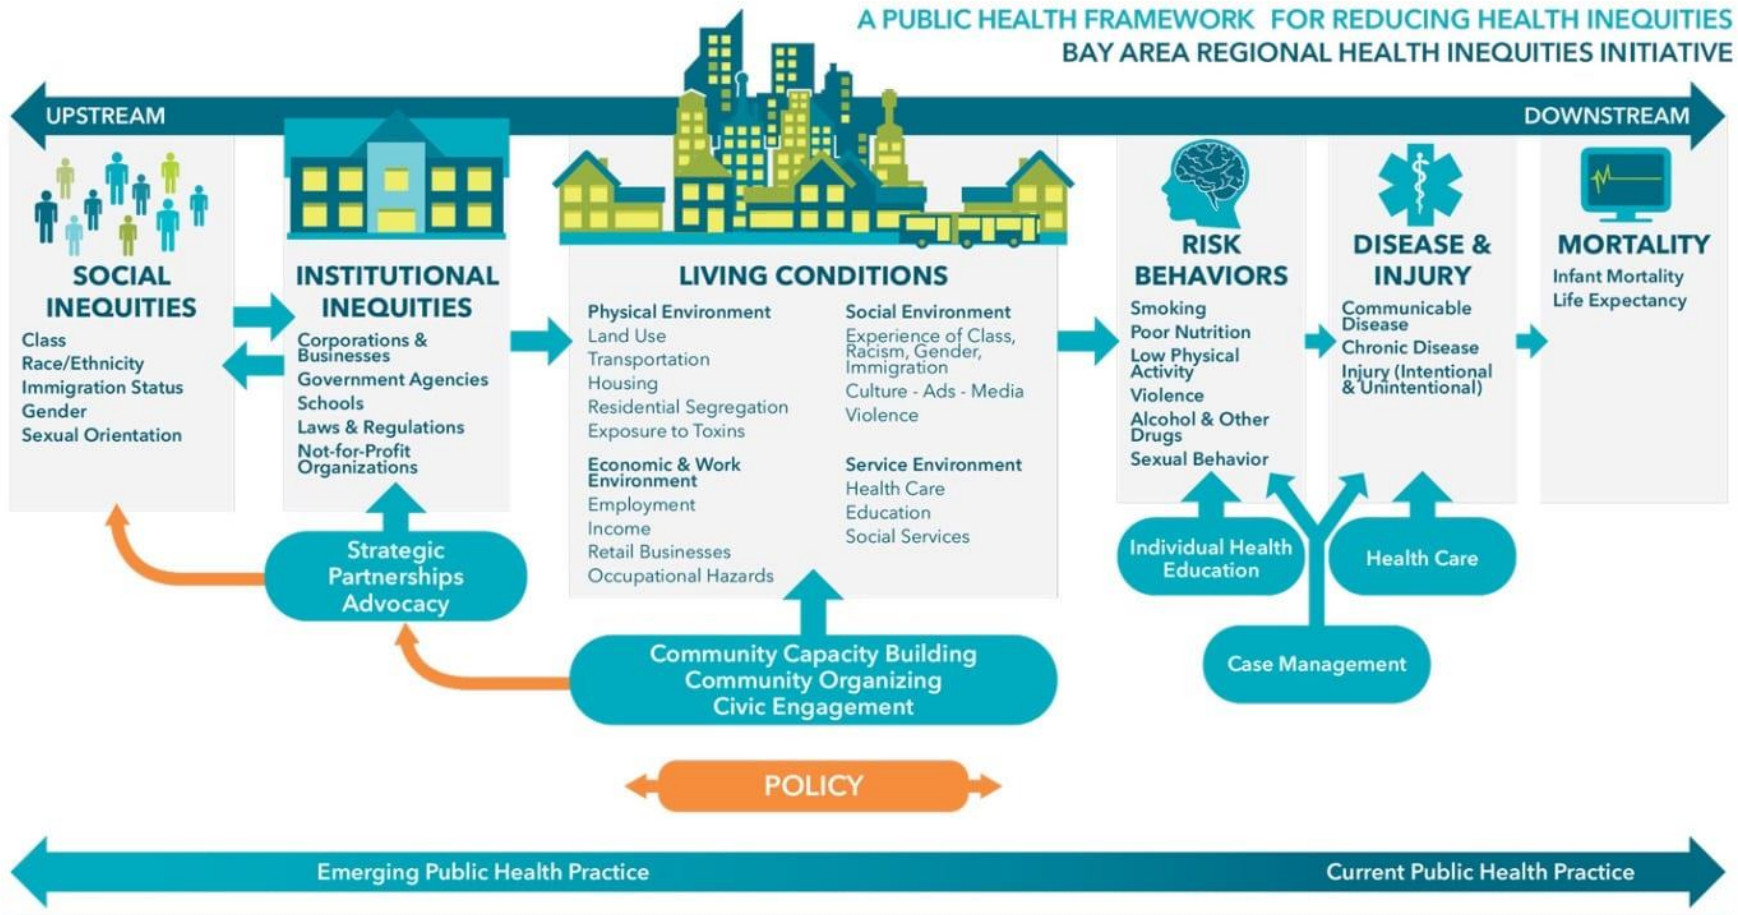 A PUBLIC HEALTH FRAMEWORK FOR REDUCING HEALTH INEQUITIES
BAY AREA REGIONAL HEALTH INEQUITIES INITIATIVE
UPSTREAM
DOWNSTREAM
SOCIAL
INEQUITIES
Class
Race/Ethnicity
Immigration Status
Gender
Sexual Orientation
INSTITUTIONAL
INEQUITIES
Corporations &
Businesses
Government Agencies
Schools
Laws & Regulations
Not-for-Profit
Organizations
LIVING CONDITIONS
Physical Environment
Land Use
Transportation
Housing
Residential Segregation
Exposure to Toxins
Economic & Work
Environment
Employment
Income
Retail Businesses
Occupational Hazards
Social Environment
Experience of Class,
Racism, Gender,
Immigration
Culture - Ads - Media
Violence
Service Environment
Health Care
Education
Social Services
RISK
BEHAVIORS
Smoking
Poor Nutrition
Low Physical
Activity
Violence
Alcohol & Other
Drugs
Sexual Behavior
DISEASE &
INJURY
Communicable
Disease
Chronic Disease
Injury (Intentional
& Unintentional)
MORTALITY
Infant Mortality
Life Expectancy
Strategic
Partnerships
Advocacy
Community Capacity Building
Community Organizing
Civic Engagement
Individual Health
Education
Health Care
Case Management
POLICY
Emerging Public Health Practice
Current Public Health Practice